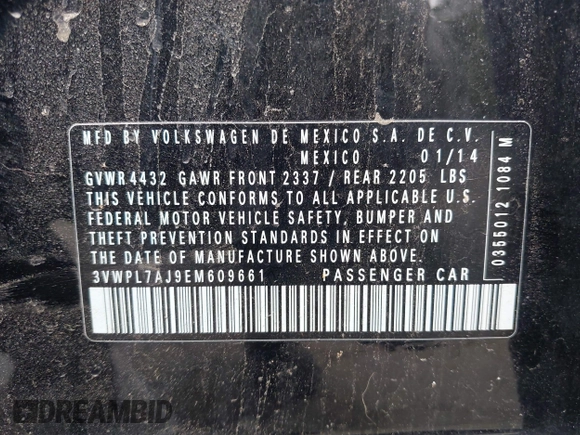 MFD BY VOLKSWAGEN DE MEXICO S.A. DE C.V.
MEXICO 01/14
GVWR4432 GAWR FRONT 2337 / REAR 2205 LBS
THIS VEHICLE CONFORMS TO ALL APPLICABLE U.S.
FEDERAL MOTOR VEHICLE SAFETY, BUMPER AND
THEFT PREVENTION STANDARDS IN EFFECT ON
THE DATE OF MANUFACTURE SHOWN ABOVE.
3VWPL7AJ9EM609661 PASSENGER CAR
0355012 1084 M
DREAMBID